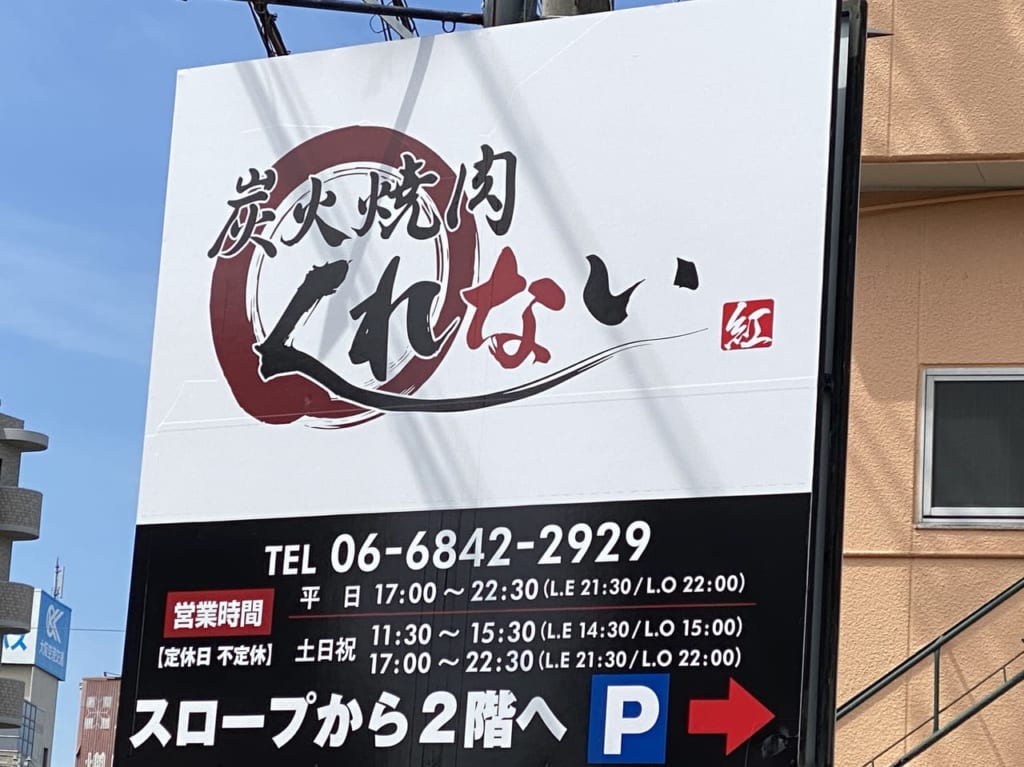 炭火焼肉
くれない
紅
TEL 06-6842-2929
営業時間
平 日 17:00～22:30(L.E 21:30/L.O 22:00)
【定休日 不定休】
土日祝 11:30～15:30(L.E 14:30/L.O 15:00)
17:00～22:30(L.E 21:30/L.O 22:00)
スロープから2階へ P